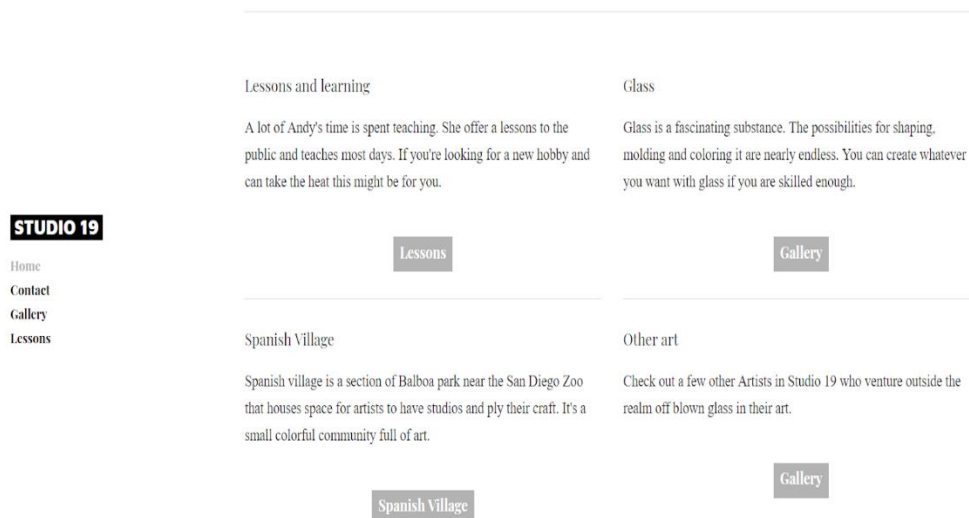 STUDIO 19
Home
Contact
Gallery
Lessons
Lessons and learning
A lot of Andy's time is spent teaching. She offer a lessons to the
public and teaches most days. If you're looking for a new hobby and
can take the heat this might be for you.
Lessons
Glass
Glass is a fascinating substance. The possibilities for shaping,
molding and coloring it are nearly endless. You can create whatever
you want with glass if you are skilled enough.
Gallery
Spanish Village
Spanish village is a section of Balboa park near the San Diego Zoo
that houses space for artists to have studios and ply their craft. It's a
small colorful community full of art.
Spanish Village
Other art
Check out a few other Artists in Studio 19 who venture outside the
realm off blown glass in their art.
Gallery